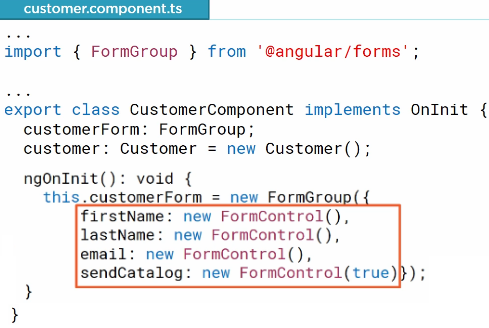 customer.component.ts
...
import { FormGroup } from '@angular/forms';
...
export class CustomerComponent implements OnInit {
customerForm: FormGroup;
customer: Customer = new Customer();
ngOnInit(): void {
this.customerForm = new FormGroup({
firstName: new FormControl(),
lastName: new FormControl(),
email: new FormControl(),
sendCatalog: new FormControl(true)});
}
}